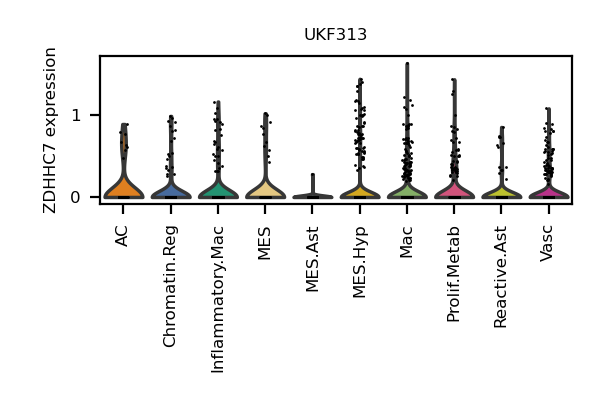 UKF313
ZDHHC7 expression
1
0
AC
Chromatin.Reg
Inflammatory.Mac
MES
MES.Ast
MES.Hyp
Mac
Prolif.Metab
Reactive.Ast
Vasc